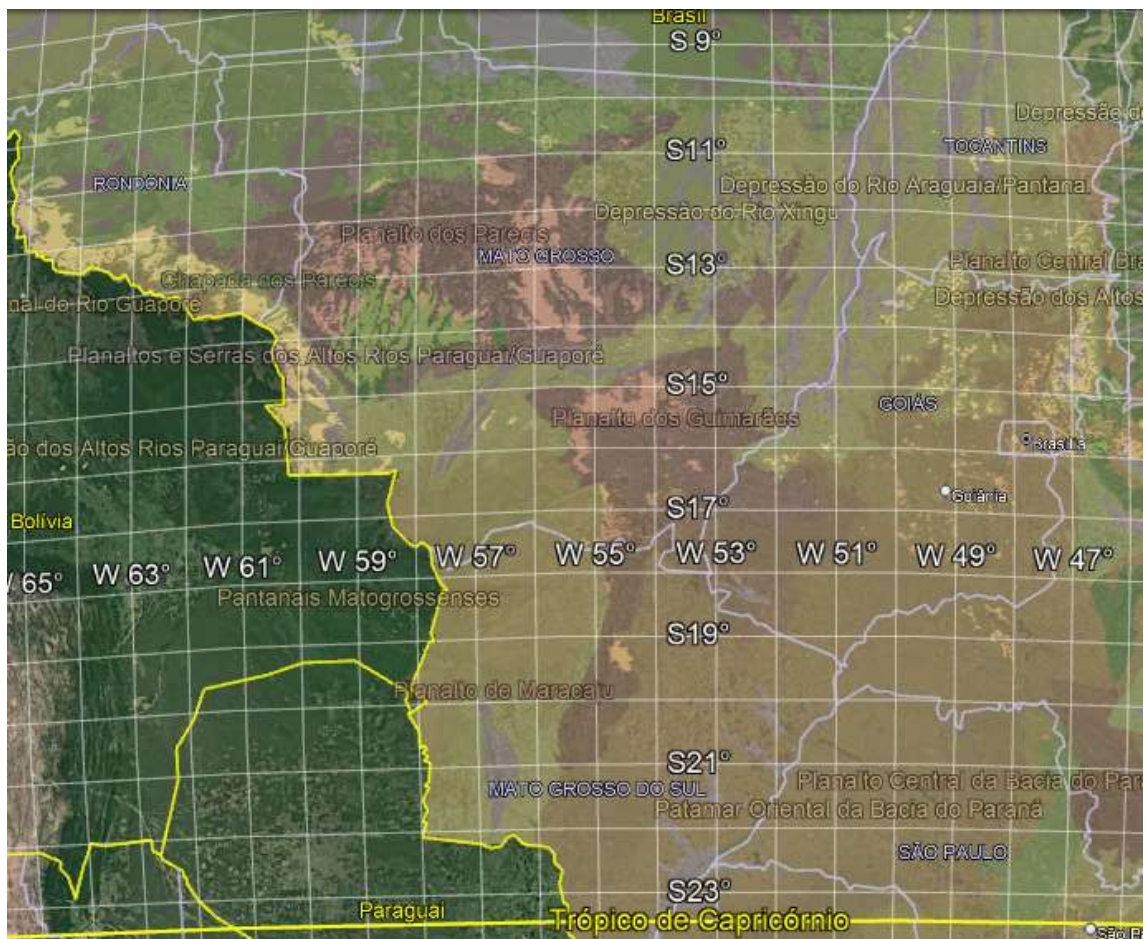 Brasil
S 9°
Depressão do
S11°
TOCANTINS
RONDÔNIA
Depressão do Rio Araguaia/Pantana.
Depressão do Rio Xingu
Planalto dos Parecis
MATO GROSSO
S13°
Planalto Central Bra
Chapada dos Parecis
Depressão dos Altos
nal do Rio Guaporé
Planaltos e Serras dos Altos Rios Paraguai/Guaporé
S15°
GOIÁS
Planalto dos Guimarães
Brasília
ão dos Altos Rios Paraguai/Guaporé
Goiânia
S17°
Bolívia
W 65° W 63° W 61° W 59° W 57° W 55° W 53° W 51° W 49° W 47°
Pantanais Matogrossenses
S19°
Planalto de Maracaju
S21°
Planalto Central da Bacia do Par
MATO GROSSO DO SUL
Patamar Oriental da Bacia do Paraná
SÃO PAULO
S23°
Paraguai
Trópico de Capricórnio
São P